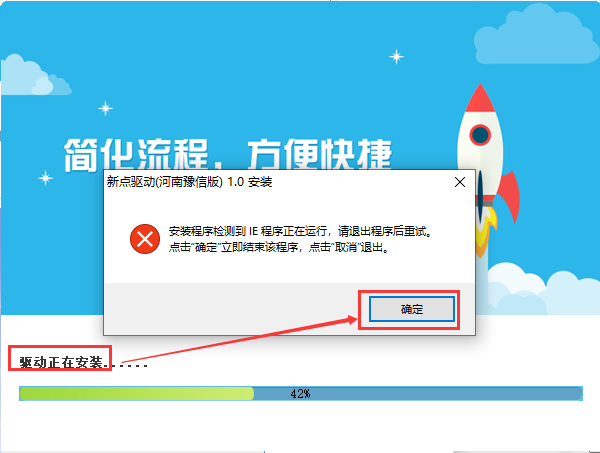 简化流程，方便快捷
新点驱动(河南豫信版) 1.0 安装
安装程序检测到 IE 程序正在运行，请退出程序后重试。
点击“确定”立即结束该程序，点击“取消”退出。
确定
驱动正在安装......
42%